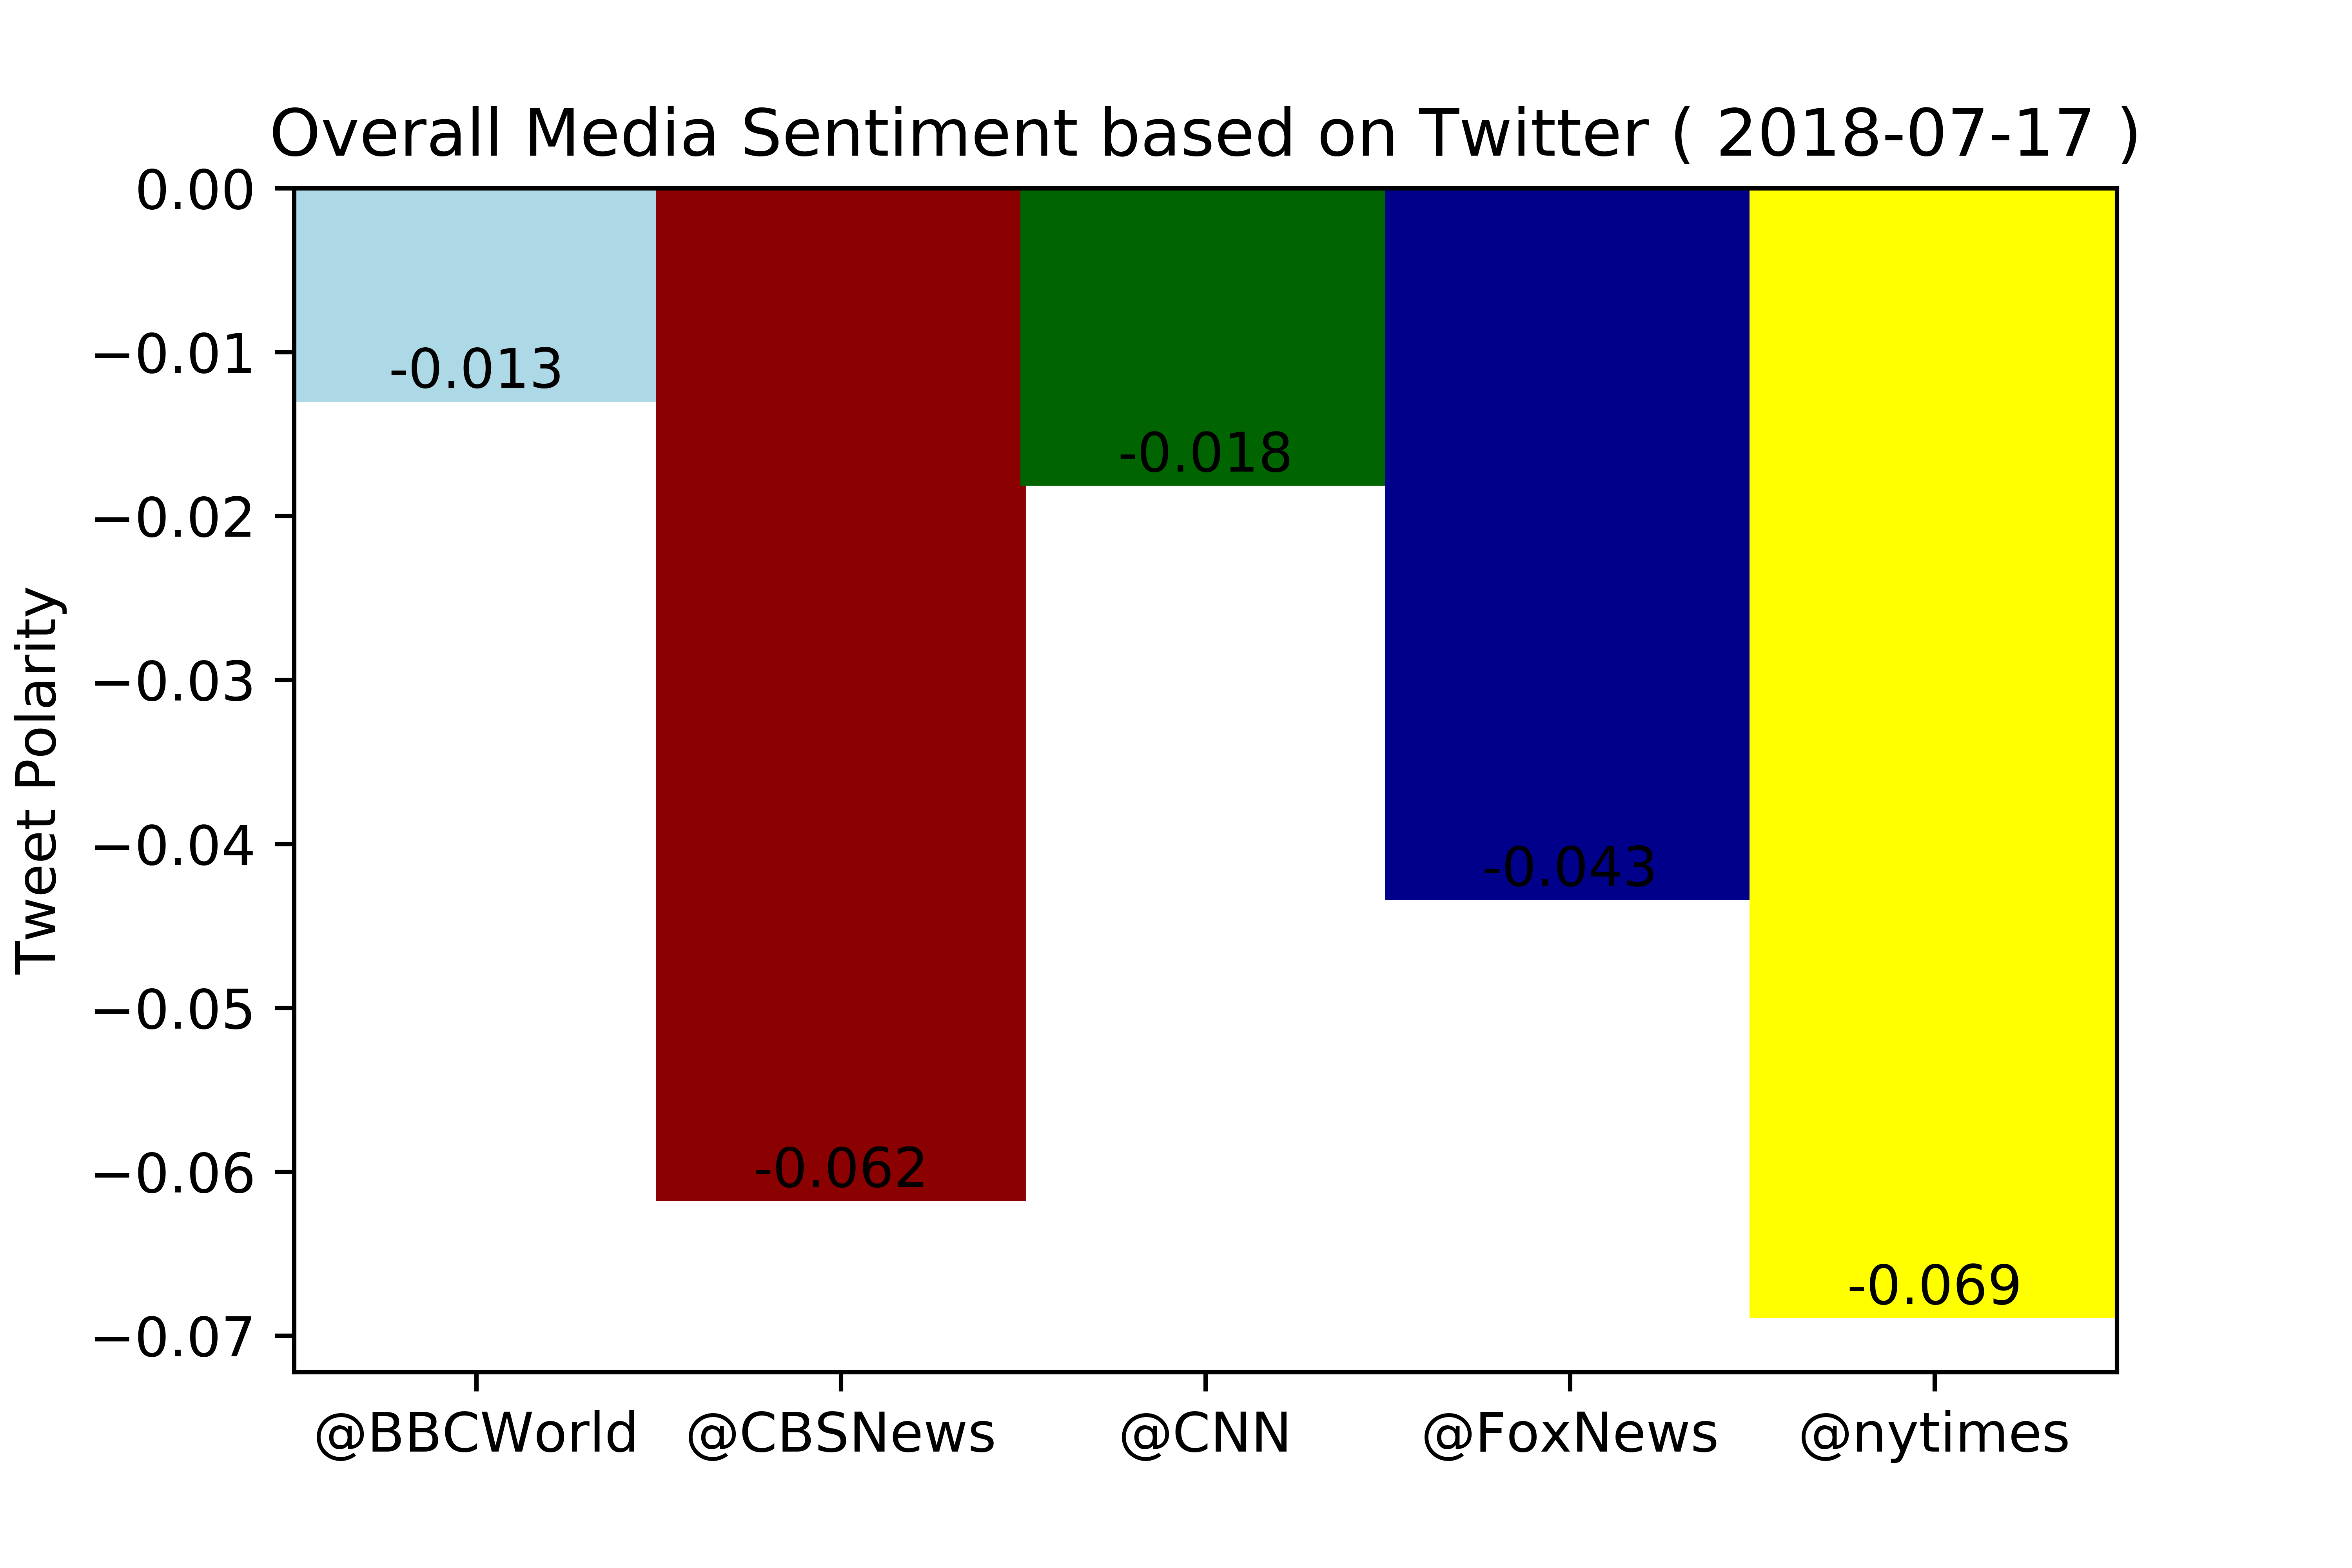 Overall Media Sentiment based on Twitter ( 2018-07-17 )
Tweet Polarity
0.00
−0.01
−0.02
−0.03
−0.04
−0.05
−0.06
−0.07
-0.013
-0.062
-0.018
-0.043
-0.069
@BBCWorld
@CBSNews
@CNN
@FoxNews
@nytimes